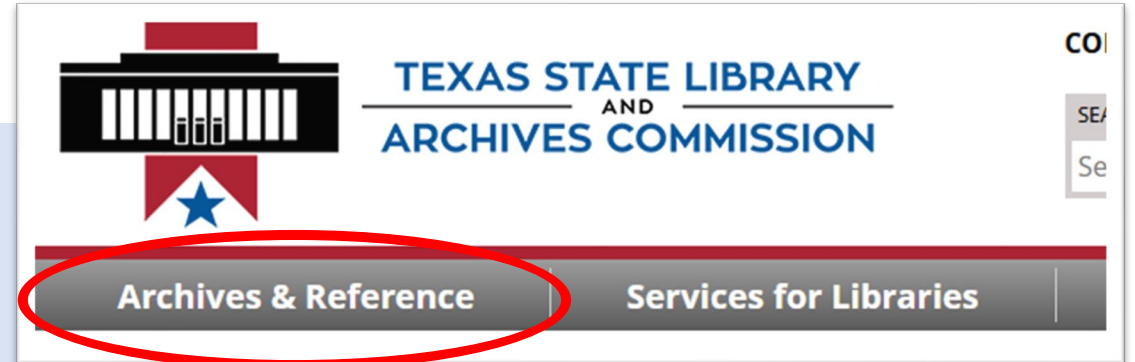 TEXAS STATE LIBRARY
AND
ARCHIVES COMMISSION
Archives & Reference
Services for Libraries